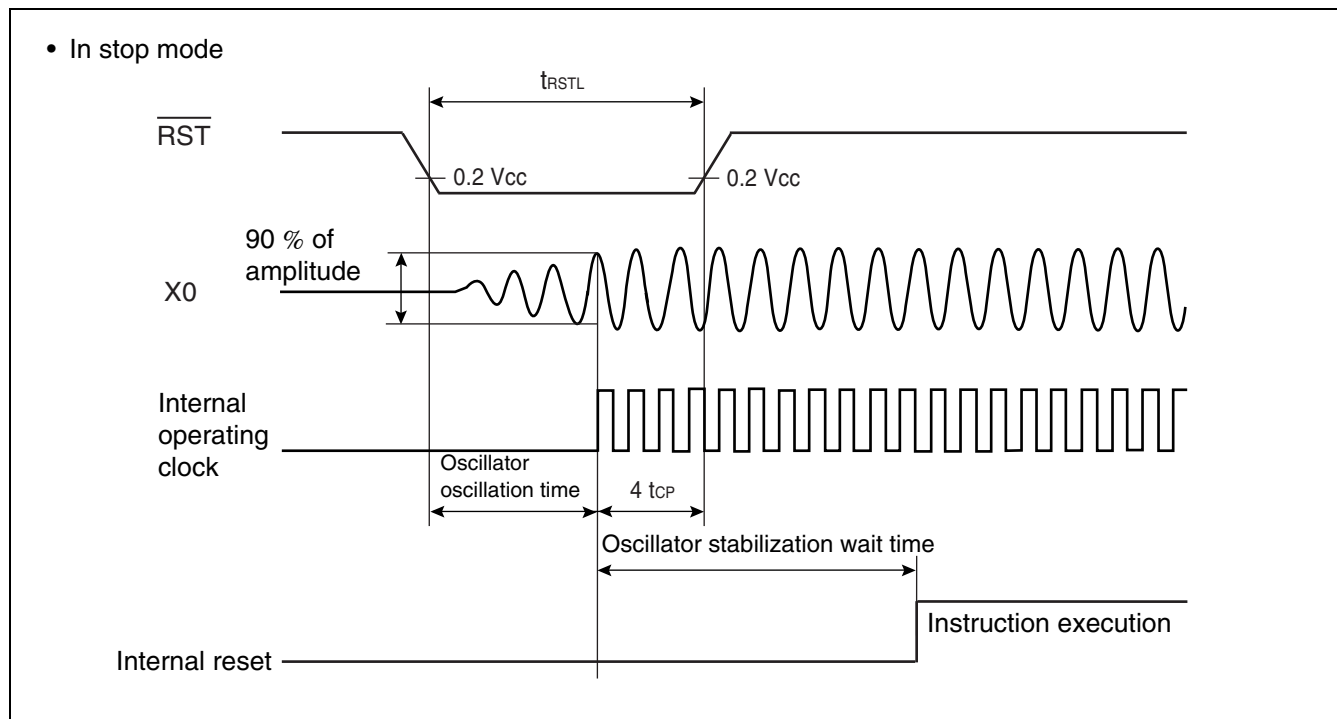 • In stop mode
tRSTL
RST
0.2 Vcc
0.2 Vcc
90 % of
amplitude
X0
Internal
operating
clock
Oscillator
oscillation time
4 tCP
Oscillator stabilization wait time
Instruction execution
Internal reset